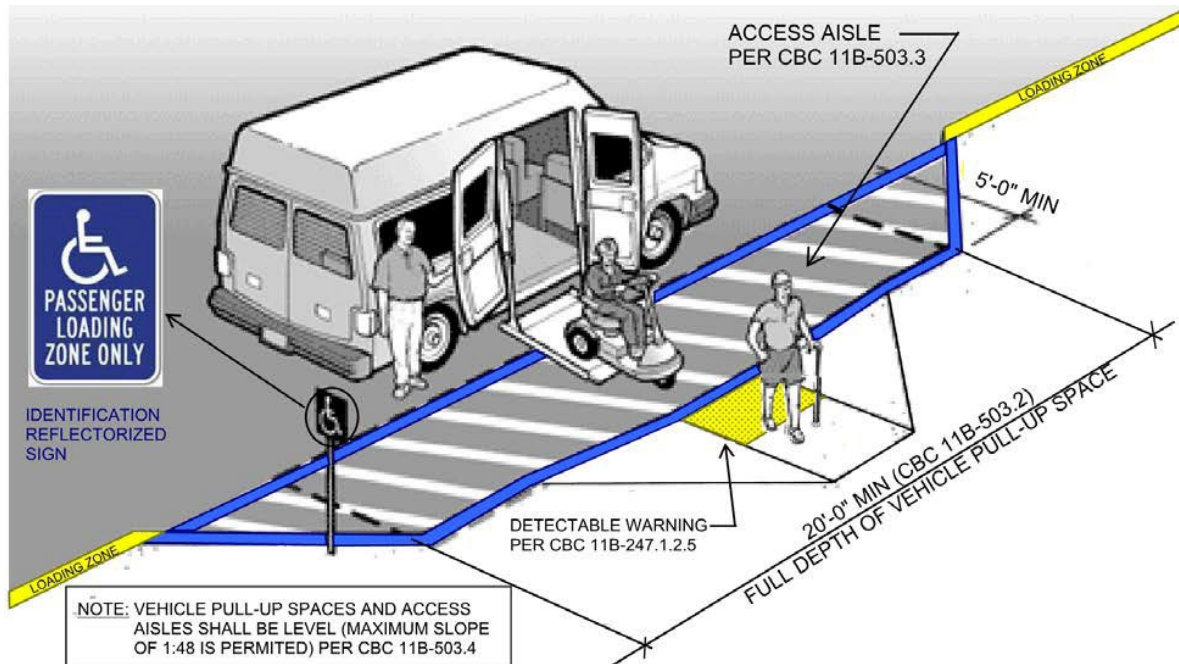 ACCESS AISLE
PER CBC 11B-503.3
LOADING ZONE
5'-0" MIN
PASSENGER
LOADING
ZONE ONLY
IDENTIFICATION
REFLECTORIZED
SIGN
20'-0" MIN (CBC 11B-503.2)
FULL DEPTH OF VEHICLE PULL-UP SPACE
DETECTABLE WARNING
PER CBC 11B-247.1.2.5
LOADING ZONE
NOTE: VEHICLE PULL-UP SPACES AND ACCESS
AISLES SHALL BE LEVEL (MAXIMUM SLOPE
OF 1:48 IS PERMITED) PER CBC 11B-503.4